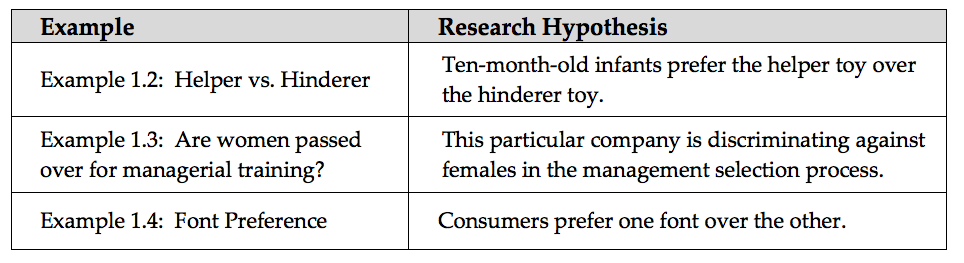 Example
Research Hypothesis
Example 1.2:  Helper vs. Hinderer
Ten-month-old infants prefer the helper toy over
the hinderer toy.
Example 1.3:  Are women passed
over for managerial training?
This particular company is discriminating against
females in the management selection process.
Example 1.4:  Font Preference
Consumers prefer one font over the other.